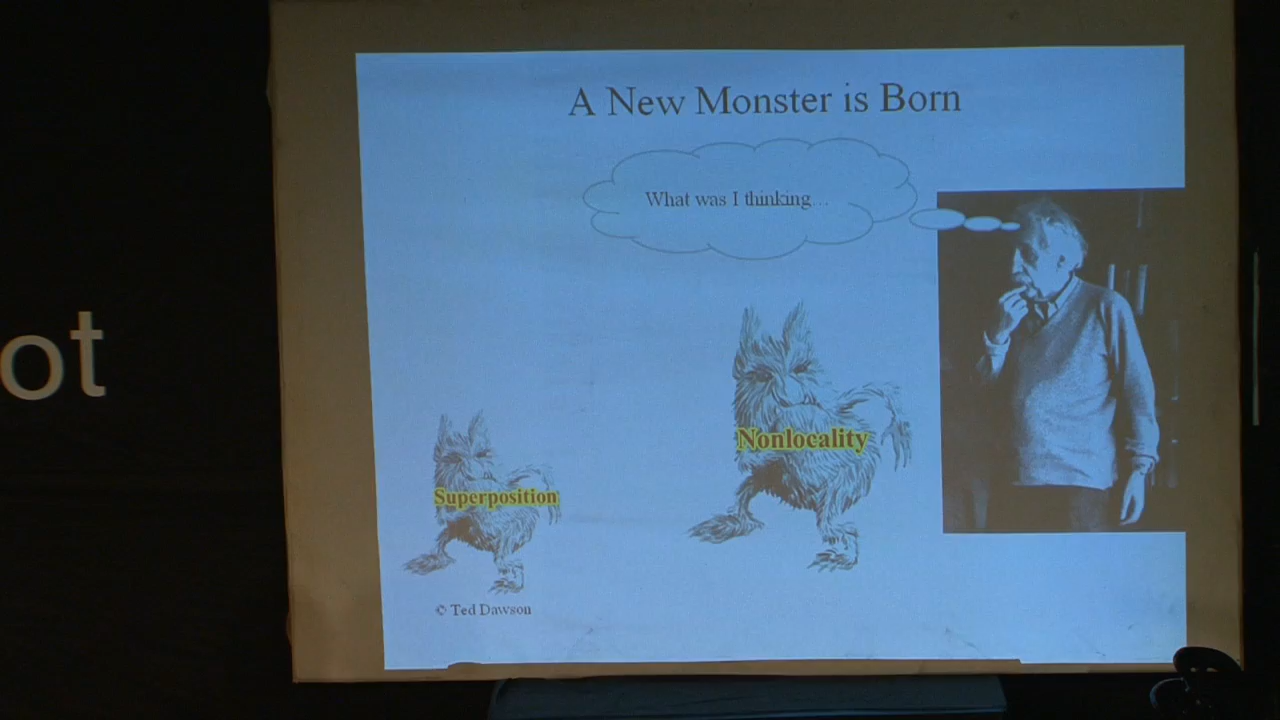 ot
A New Monster is Born
What was I thinking...
Nonlocality
Superposition
© Ted Dawson